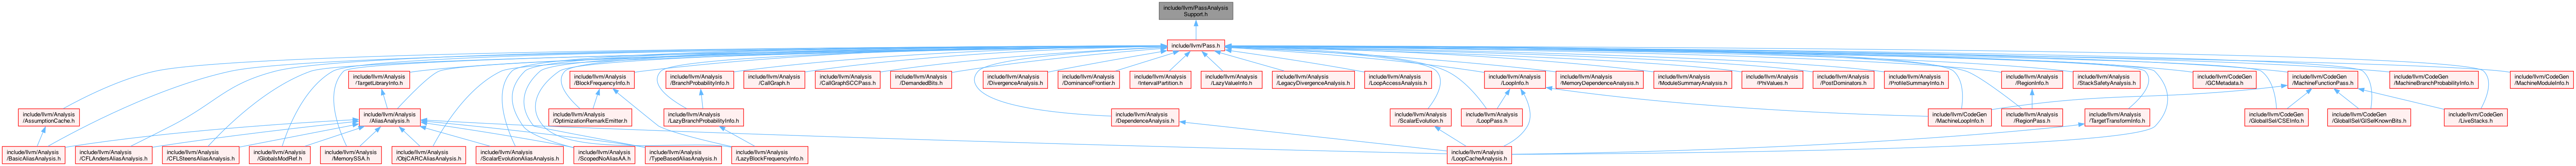 include/llvm/PassAnalysis
Support.h
include/llvm/Pass.h
include/llvm/Analysis
/TargetLibraryInfo.h
include/llvm/Analysis
/BlockFrequencyInfo.h
include/llvm/Analysis
/BranchProbabilityInfo.h
include/llvm/Analysis
/CallGraph.h
include/llvm/Analysis
/CallGraphSCCPass.h
include/llvm/Analysis
/DemandedBits.h
include/llvm/Analysis
/DivergenceAnalysis.h
include/llvm/Analysis
/DominanceFrontier.h
include/llvm/Analysis
/IntervalPartition.h
include/llvm/Analysis
/LazyValueInfo.h
include/llvm/Analysis
/LegacyDivergenceAnalysis.h
include/llvm/Analysis
/LoopAccessAnalysis.h
include/llvm/Analysis
/LoopInfo.h
include/llvm/Analysis
/MemoryDependenceAnalysis.h
include/llvm/Analysis
/ModuleSummaryAnalysis.h
include/llvm/Analysis
/PhiValues.h
include/llvm/Analysis
/PostDominators.h
include/llvm/Analysis
/ProfileSummaryInfo.h
include/llvm/Analysis
/RegionInfo.h
include/llvm/Analysis
/StackSafetyAnalysis.h
include/llvm/CodeGen
/GCMetadata.h
include/llvm/CodeGen
/MachineFunctionPass.h
include/llvm/CodeGen
/MachineBranchProbabilityInfo.h
include/llvm/CodeGen
/MachineModuleInfo.h
include/llvm/Analysis
/AssumptionCache.h
include/llvm/Analysis
/AliasAnalysis.h
include/llvm/Analysis
/OptimizationRemarkEmitter.h
include/llvm/Analysis
/LazyBranchProbabilityInfo.h
include/llvm/Analysis
/DependenceAnalysis.h
include/llvm/Analysis
/ScalarEvolution.h
include/llvm/Analysis
/LoopPass.h
include/llvm/CodeGen
/MachineLoopInfo.h
include/llvm/Analysis
/RegionPass.h
include/llvm/Analysis
/TargetTransformInfo.h
include/llvm/CodeGen
/GlobalISel/CSEInfo.h
include/llvm/CodeGen
/GlobalISel/GISelKnownBits.h
include/llvm/CodeGen
/LiveStacks.h
include/llvm/Analysis
/BasicAliasAnalysis.h
include/llvm/Analysis
/CFLAndersAliasAnalysis.h
include/llvm/Analysis
/CFLSteensAliasAnalysis.h
include/llvm/Analysis
/GlobalsModRef.h
include/llvm/Analysis
/MemorySSA.h
include/llvm/Analysis
/ObjCARCAliasAnalysis.h
include/llvm/Analysis
/ScalarEvolutionAliasAnalysis.h
include/llvm/Analysis
/ScopedNoAliasAA.h
include/llvm/Analysis
/TypeBasedAliasAnalysis.h
include/llvm/Analysis
/LazyBlockFrequencyInfo.h
include/llvm/Analysis
/LoopCacheAnalysis.h